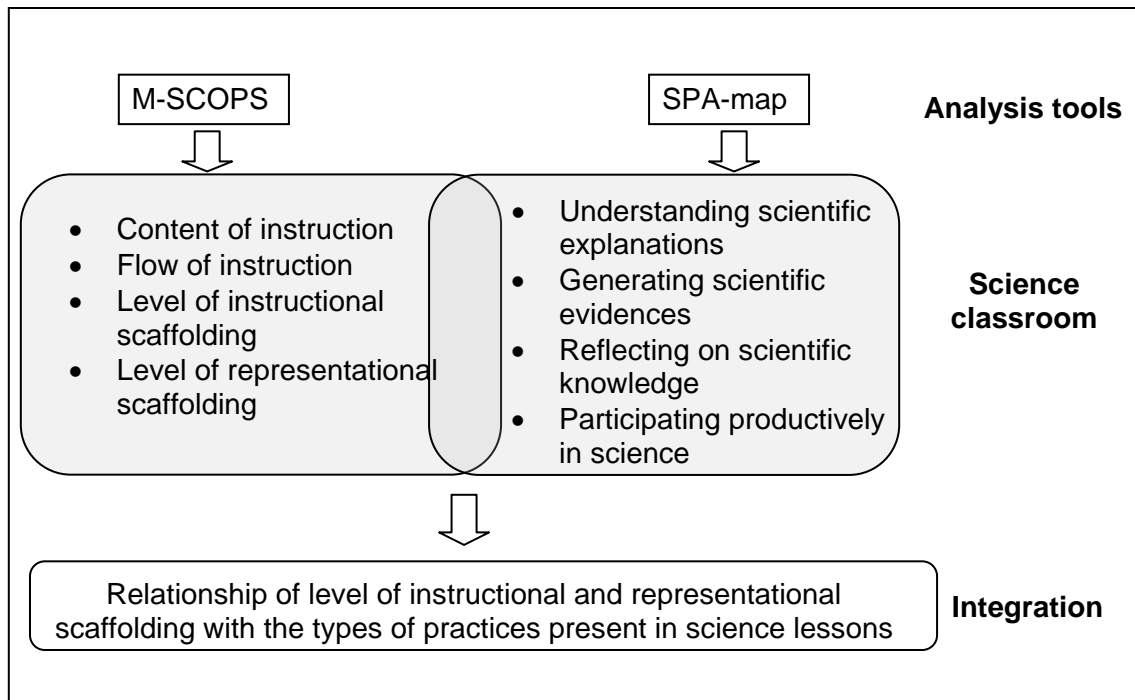 M-SCOPS
SPA-map
Analysis tools
• Content of instruction
• Flow of instruction
• Level of instructional
scaffolding
• Level of representational
scaffolding
• Understanding scientific
explanations
• Generating scientific
evidences
• Reflecting on scientific
knowledge
• Participating productively
in science
Science
classroom
Relationship of level of instructional and representational
scaffolding with the types of practices present in science lessons
Integration